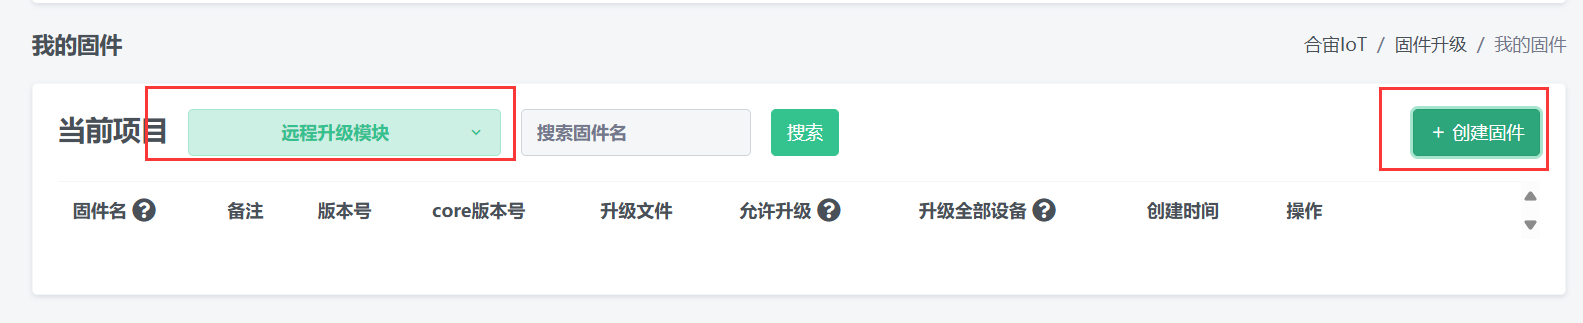 我的固件
合宙IoT / 固件升级 / 我的固件
当前项目 远程升级模块 搜索固件名 搜索 + 创建固件
固件名 ? 备注 版本号 core版本号 升级文件 允许升级 ? 升级全部设备 ? 创建时间 操作